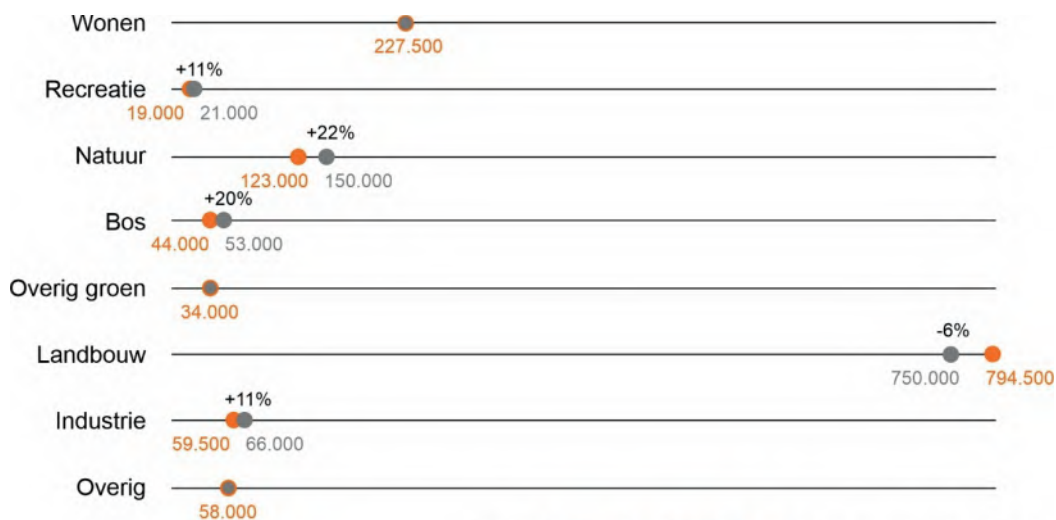 Wonen
227.500
+11%
Recreatie
19.000 21.000
+22%
Natuur
123.000 150.000
+20%
Bos
44.000 53.000
Overig groen
34.000
-6%
Landbouw
750.000 794.500
+11%
Industrie
59.500 66.000
Overig
58.000